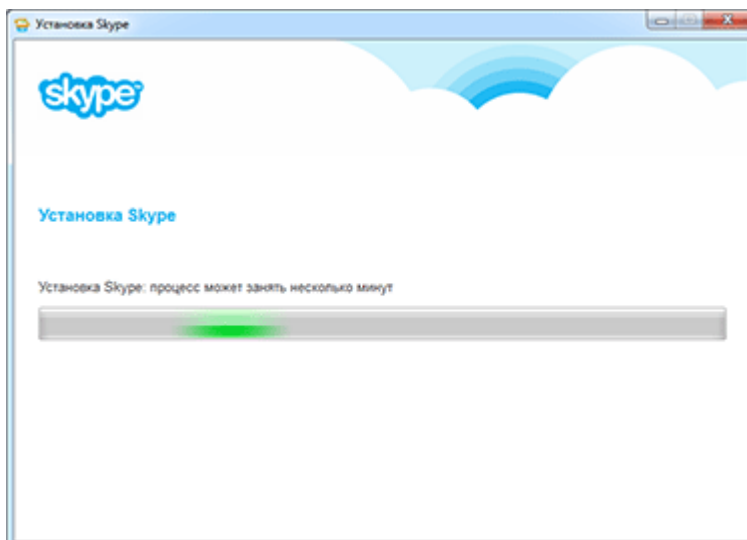 Установка Skype
skype
Установка Skype
Установка Skype: процесс может занять несколько минут